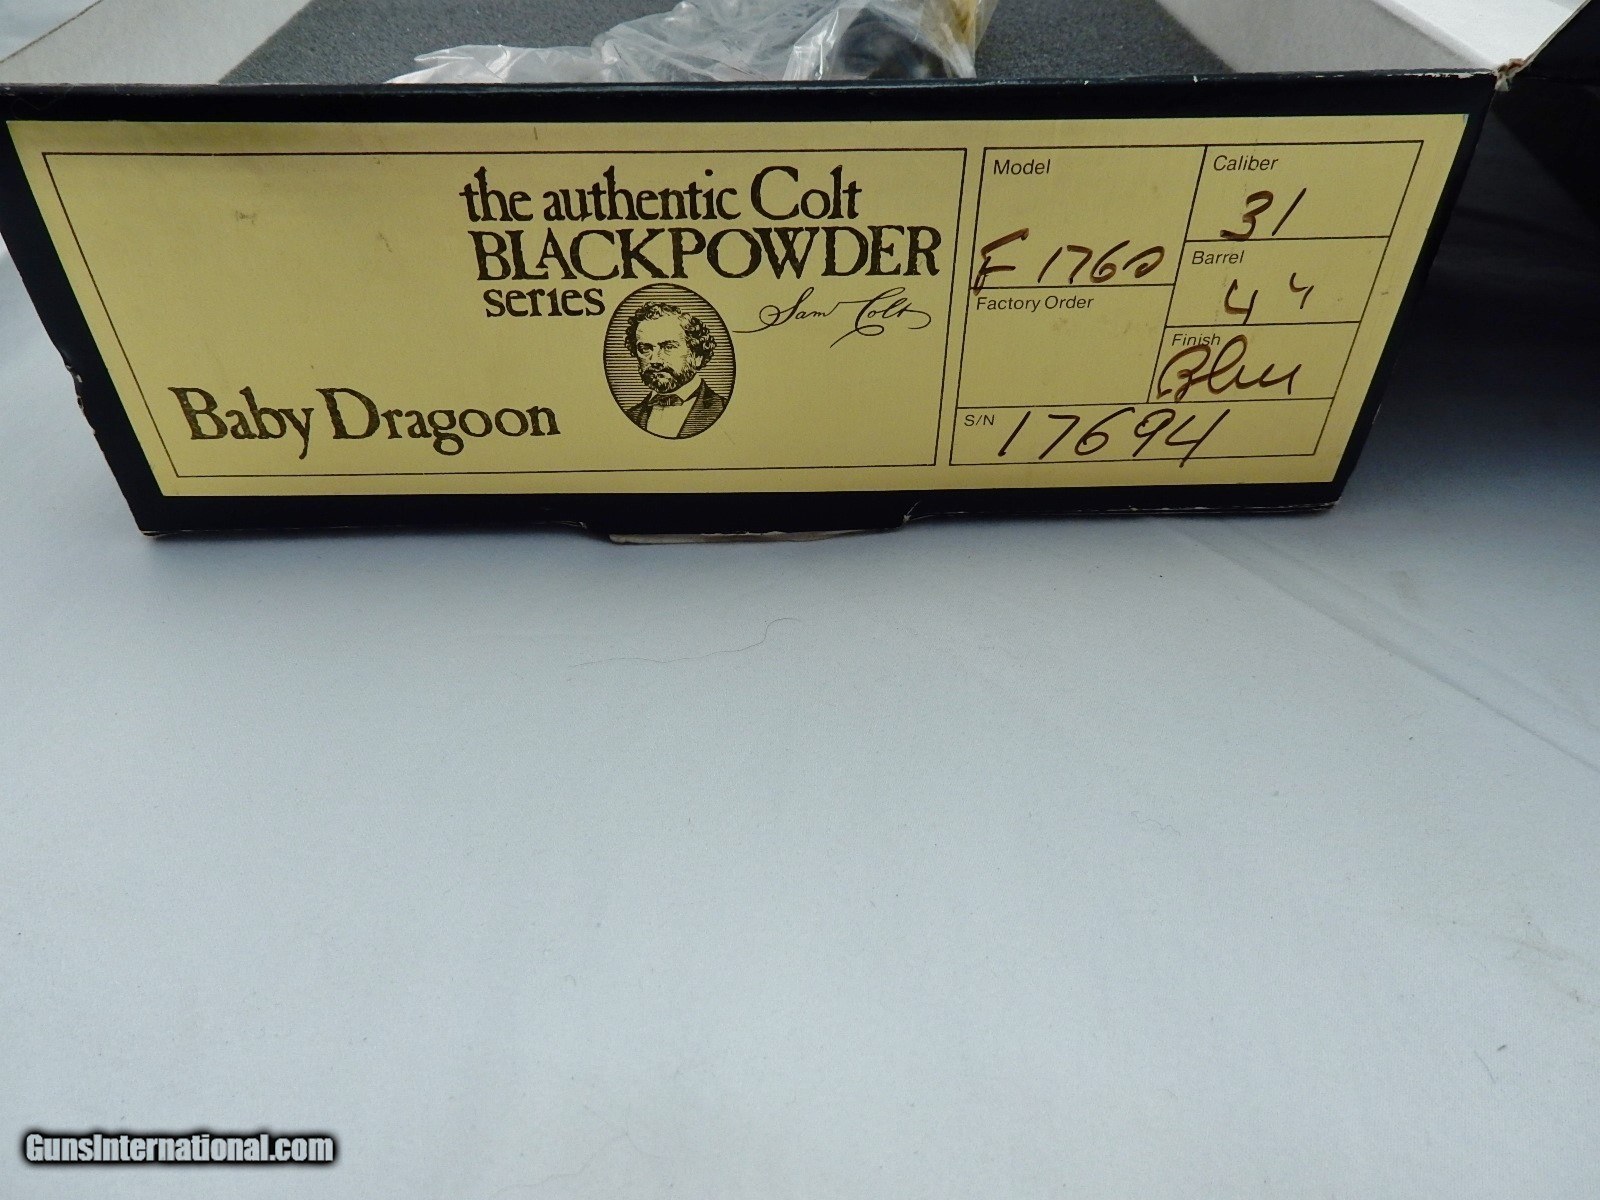 the authentic Colt
BLACKPOWDER
series
Sam Colt
Baby Dragoon
Model
F1760
Factory Order
Caliber
31
Barrel
4"
Finish
Blue
S/N 17694
GunsInternational.com